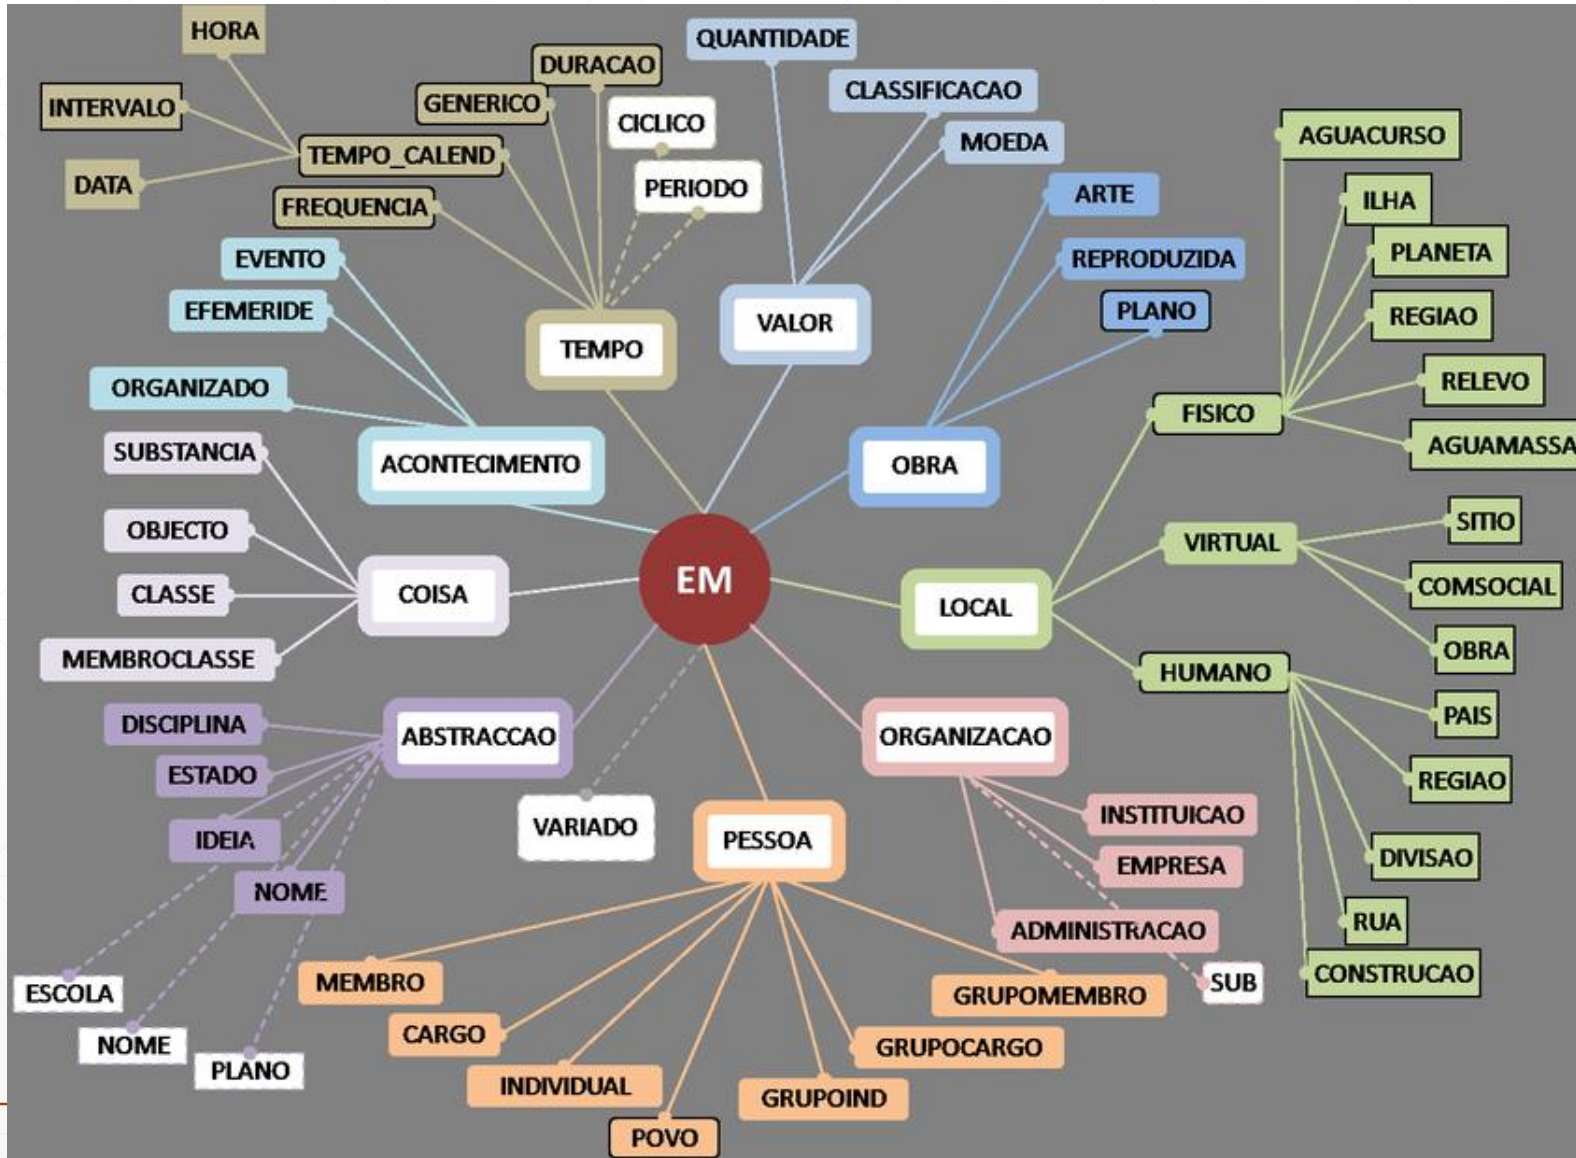 HORA
INTERVALO
DATA
TEMPO_CALEND
FREQUENCIA
GENERICO
DURACAO
CICLICO
PERIODO
TEMPO
QUANTIDADE
CLASSIFICACAO
MOEDA
VALOR
ARTE
REPRODUZIDA
PLANO
OBRA
EVENTO
EFEMERIDE
ORGANIZADO
ACONTECIMENTO
SUBSTANCIA
OBJECTO
CLASSE
MEMBROCLASSE
COISA
EM
LOCAL
FISICO
AGUACURSO
ILHA
PLANETA
REGIAO
RELEVO
AGUAMASSA
VIRTUAL
SITIO
COMSOCIAL
OBRA
HUMANO
PAIS
REGIAO
DIVISAO
RUA
CONSTRUCAO
ABSTRACCAO
DISCIPLINA
ESTADO
IDEIA
NOME
ESCOLA
NOME
PLANO
VARIADO
PESSOA
MEMBRO
CARGO
INDIVIDUAL
POVO
GRUPOIND
GRUPOCARGO
GRUPOMEMBRO
ORGANIZACAO
INSTITUICAO
EMPRESA
ADMINISTRACAO
SUB